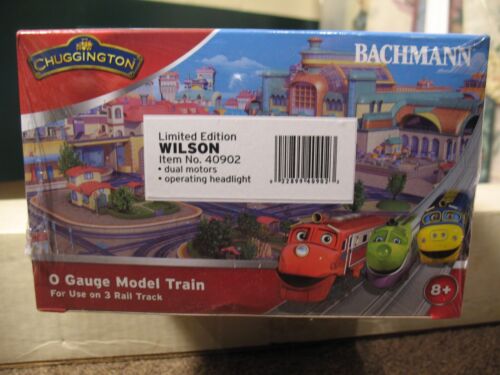 CHUGGINGTON
BACHMANN
Limited Edition
WILSON
Item No. 40902
• dual motors
• operating headlight
O Gauge Model Train
For Use on 3 Rail Track
8+